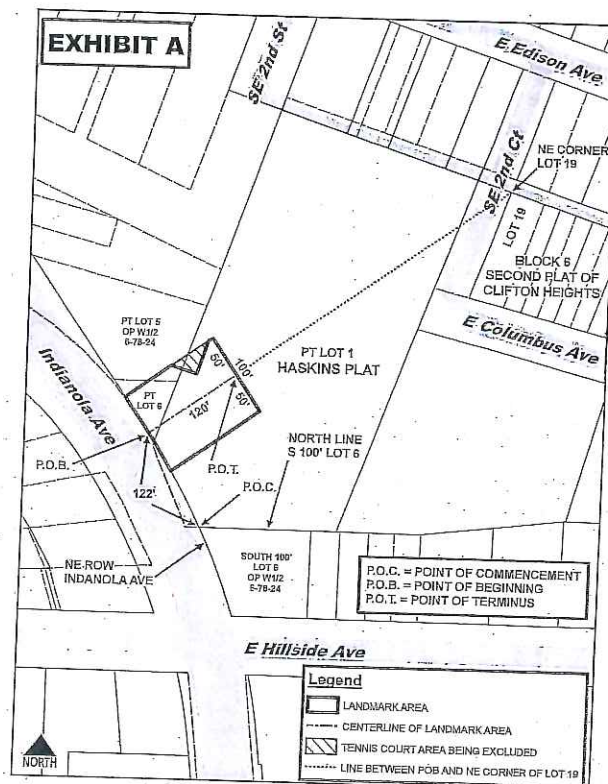 EXHIBIT A
SE 2nd St
E Edison Ave
NE CORNER
LOT 19
SE 2nd Ct
LOT 19
BLOCK 6
SECOND PLAT OF
CLIFTON HEIGHTS
E Columbus Ave
PT LOT 5
OP W1/2
6-78-24
PT LOT 1
HASKINS PLAT
Indianola Ave
PT
LOT 6
50'
100'
50'
120'
P.O.B.
P.O.T.
NORTH LINE
S 100' LOT 6
122'
P.O.C.
NE ROW
INDANOLA AVE
SOUTH 100'
LOT 6
OP W1/2
6-78-24
P.O.C. = POINT OF COMMENCEMENT
P.O.B. = POINT OF BEGINNING
P.O.T. = POINT OF TERMINUS
E Hillside Ave
Legend
LANDMARK AREA
CENTERLINE OF LANDMARK AREA
TENNIS COURT AREA BEING EXCLUDED
LINE BETWEEN POB AND NE CORNER OF LOT 19
NORTH